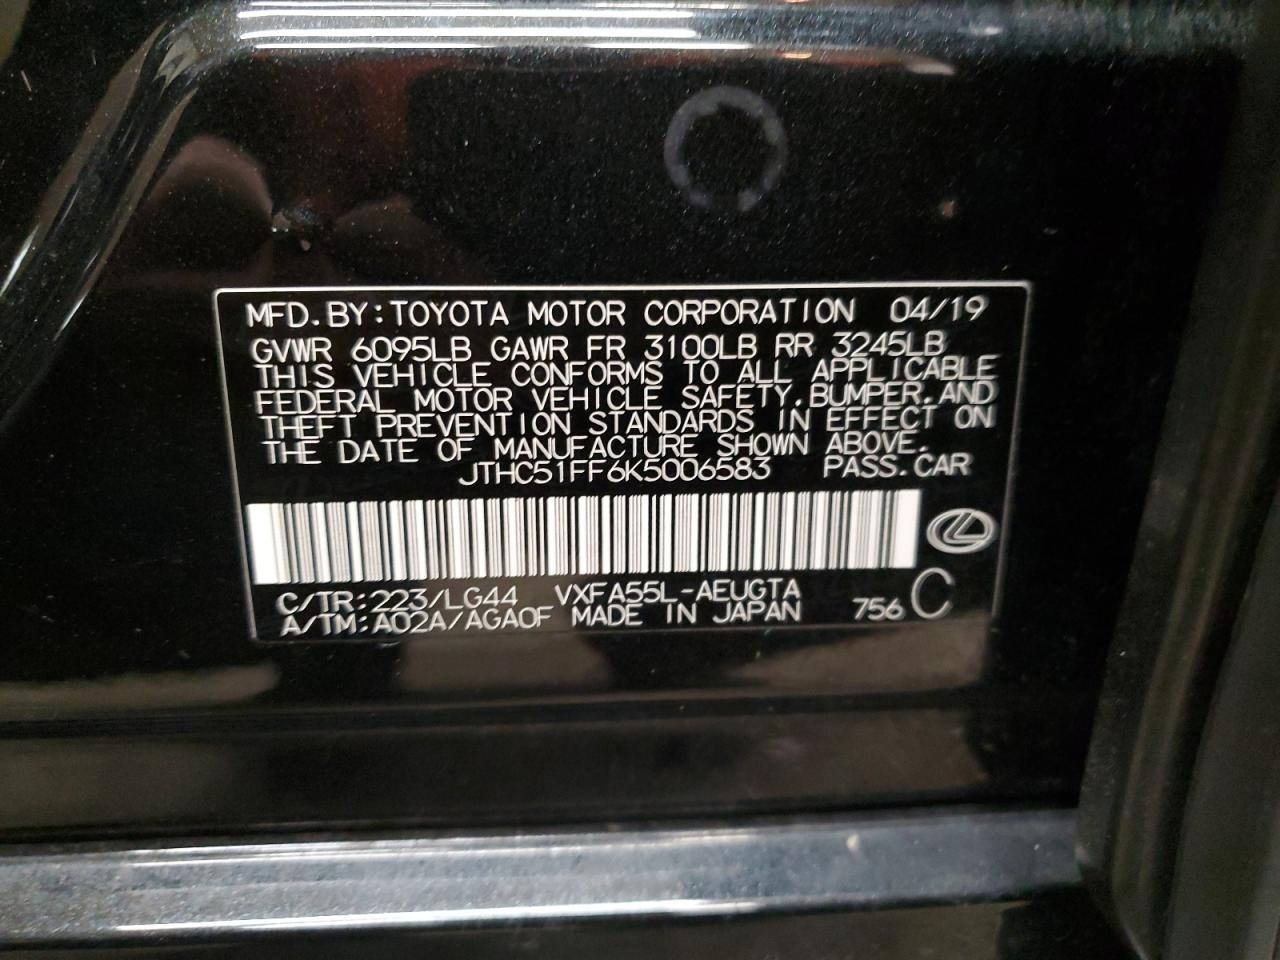 MFD.BY:TOYOTA MOTOR CORPORATION 04/19
GVWR 6095LB GAWR FR 3100LB RR 3245LB
THIS VEHICLE CONFORMS TO ALL APPLICABLE
FEDERAL MOTOR VEHICLE SAFETY,BUMPER,AND
THEFT PREVENTION STANDARDS IN EFFECT ON
THE DATE OF MANUFACTURE SHOWN ABOVE.
JTHC51FF6K5006583 PASS.CAR
C/TR:223/LG44 VXFA55L-AEUGTA
A/TM:A02A/AGA0F MADE IN JAPAN 756 C